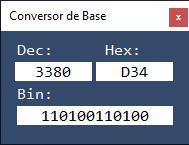 Conversor de Base x
Dec: Hex:
3380 D34
Bin:
110100110100